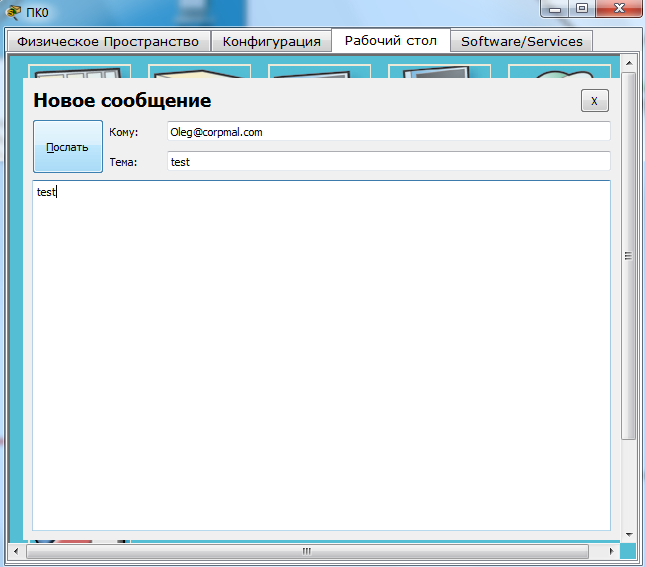 ПК0
Физическое Пространство Конфигурация Рабочий стол Software/Services
Новое сообщение X
Послать
Кому: Oleg@corpmal.com
Тема: test
test